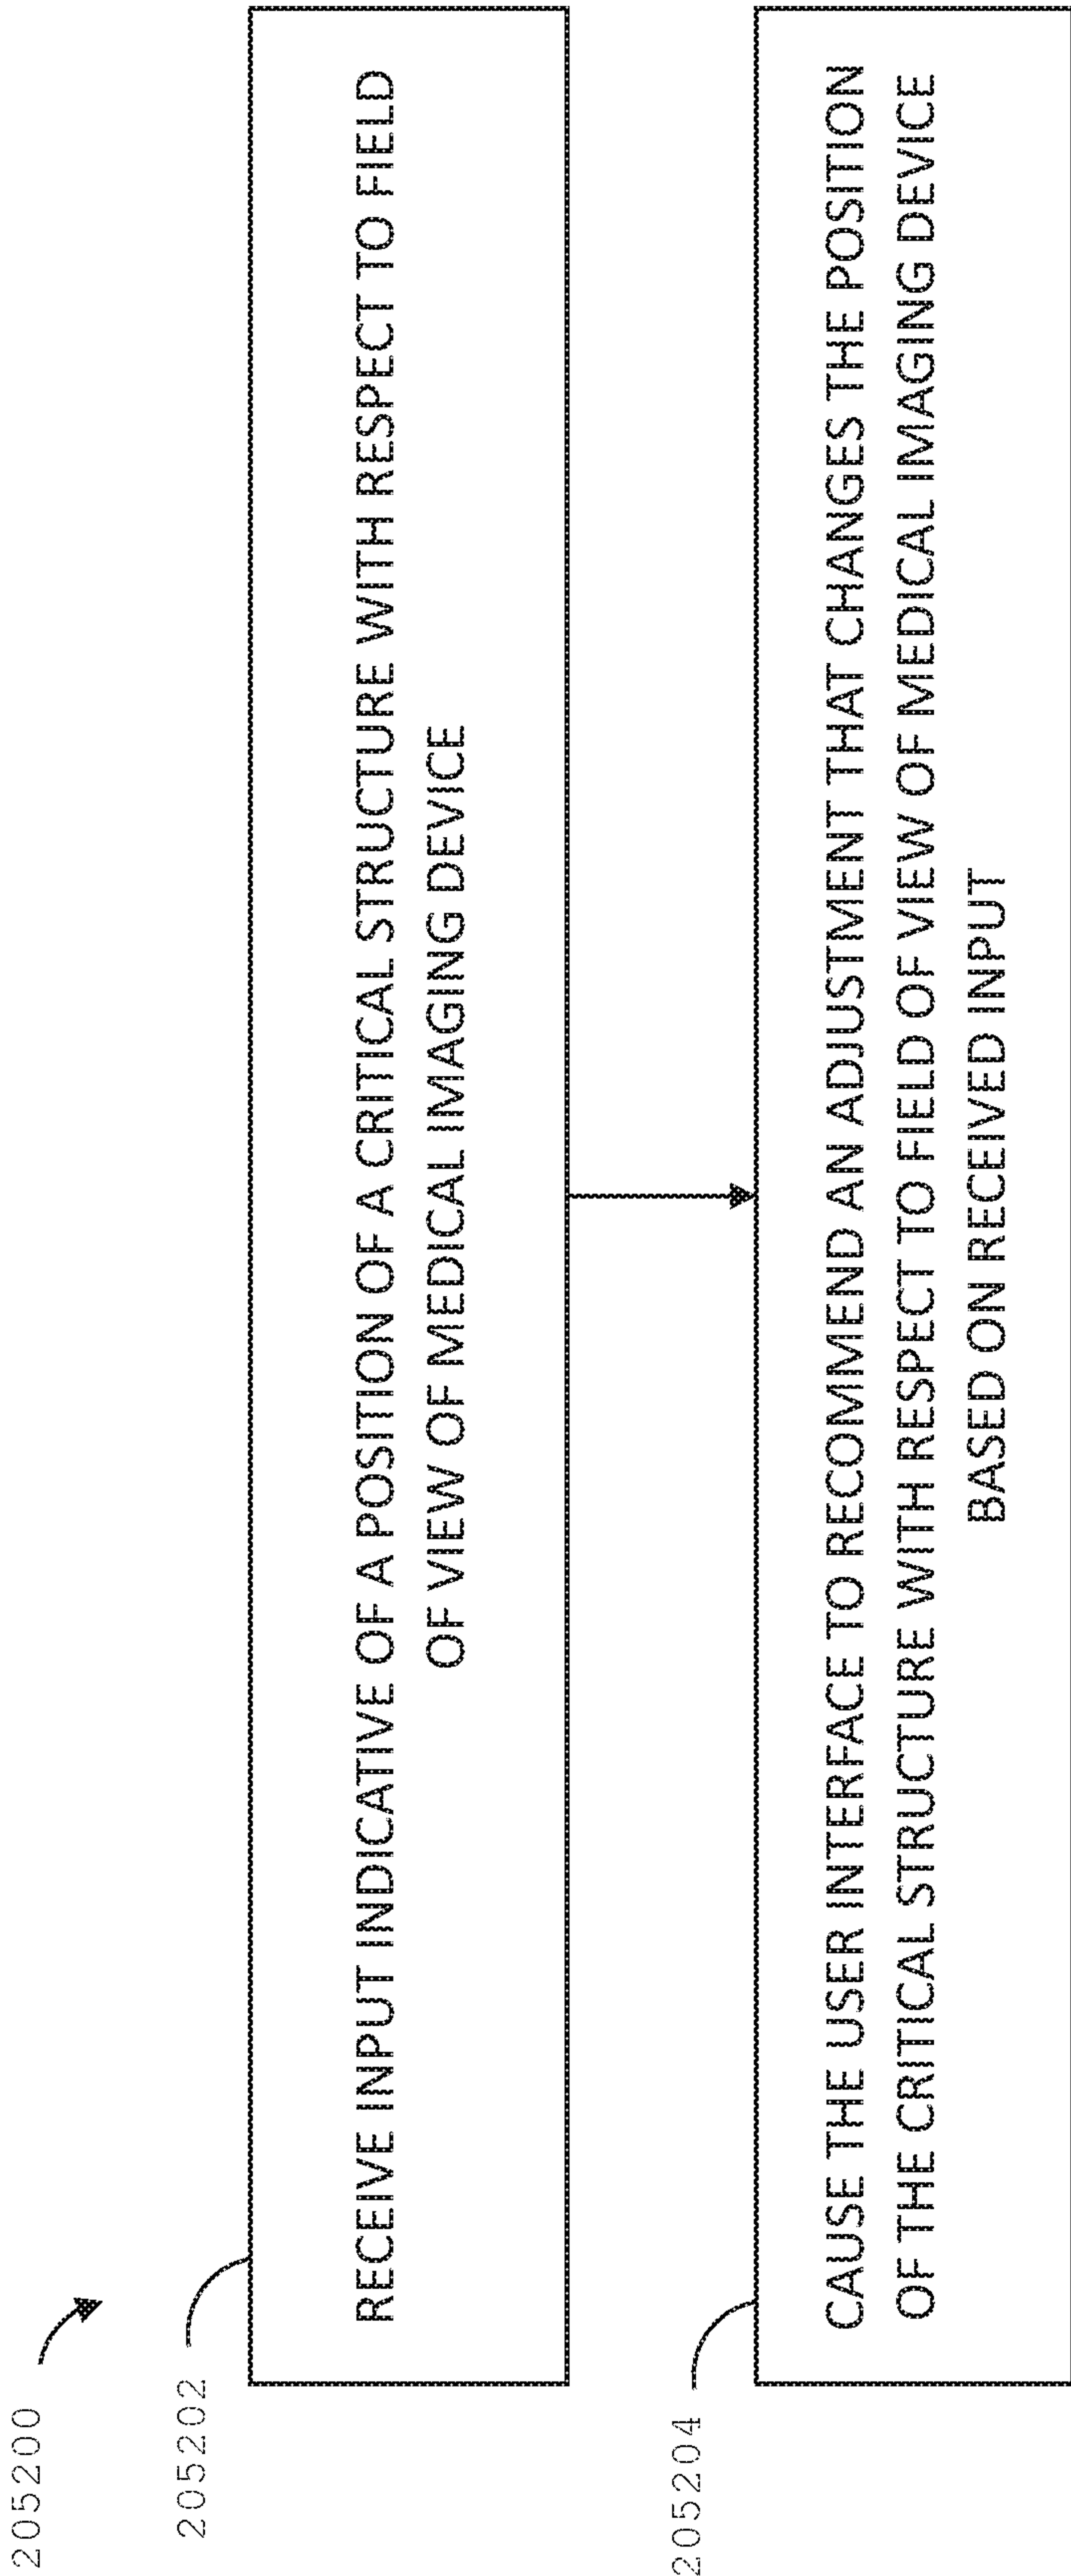 205200
205202
RECEIVE INPUT INDICATIVE OF A POSITION OF A CRITICAL STRUCTURE WITH RESPECT TO FIELD
OF VIEW OF MEDICAL IMAGING DEVICE
205204
CAUSE THE USER INTERFACE TO RECOMMEND AN ADJUSTMENT THAT CHANGES THE POSITION
OF THE CRITICAL STRUCTURE WITH RESPECT TO FIELD OF VIEW OF MEDICAL IMAGING DEVICE
BASED ON RECEIVED INPUT